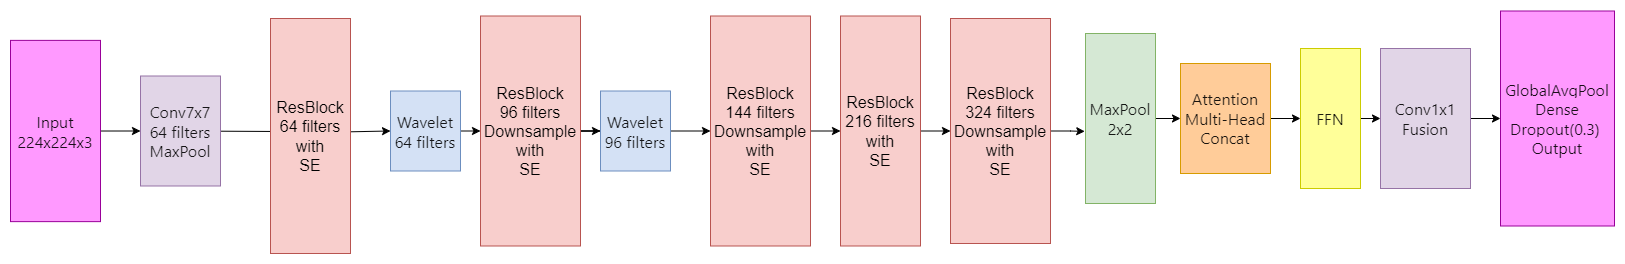 Input
224x224x3
Conv7x7
64 filters
MaxPool
ResBlock
64 filters
with
SE
Wavelet
64 filters
ResBlock
96 filters
Downsample
with
SE
Wavelet
96 filters
ResBlock
144 filters
Downsample
with
SE
ResBlock
216 filters
with
SE
ResBlock
324 filters
Downsample
with
SE
MaxPool
2x2
Attention
Multi-Head
Concat
FFN
Conv1x1
Fusion
GlobalAvqPool
Dense
Dropout(0.3)
Output